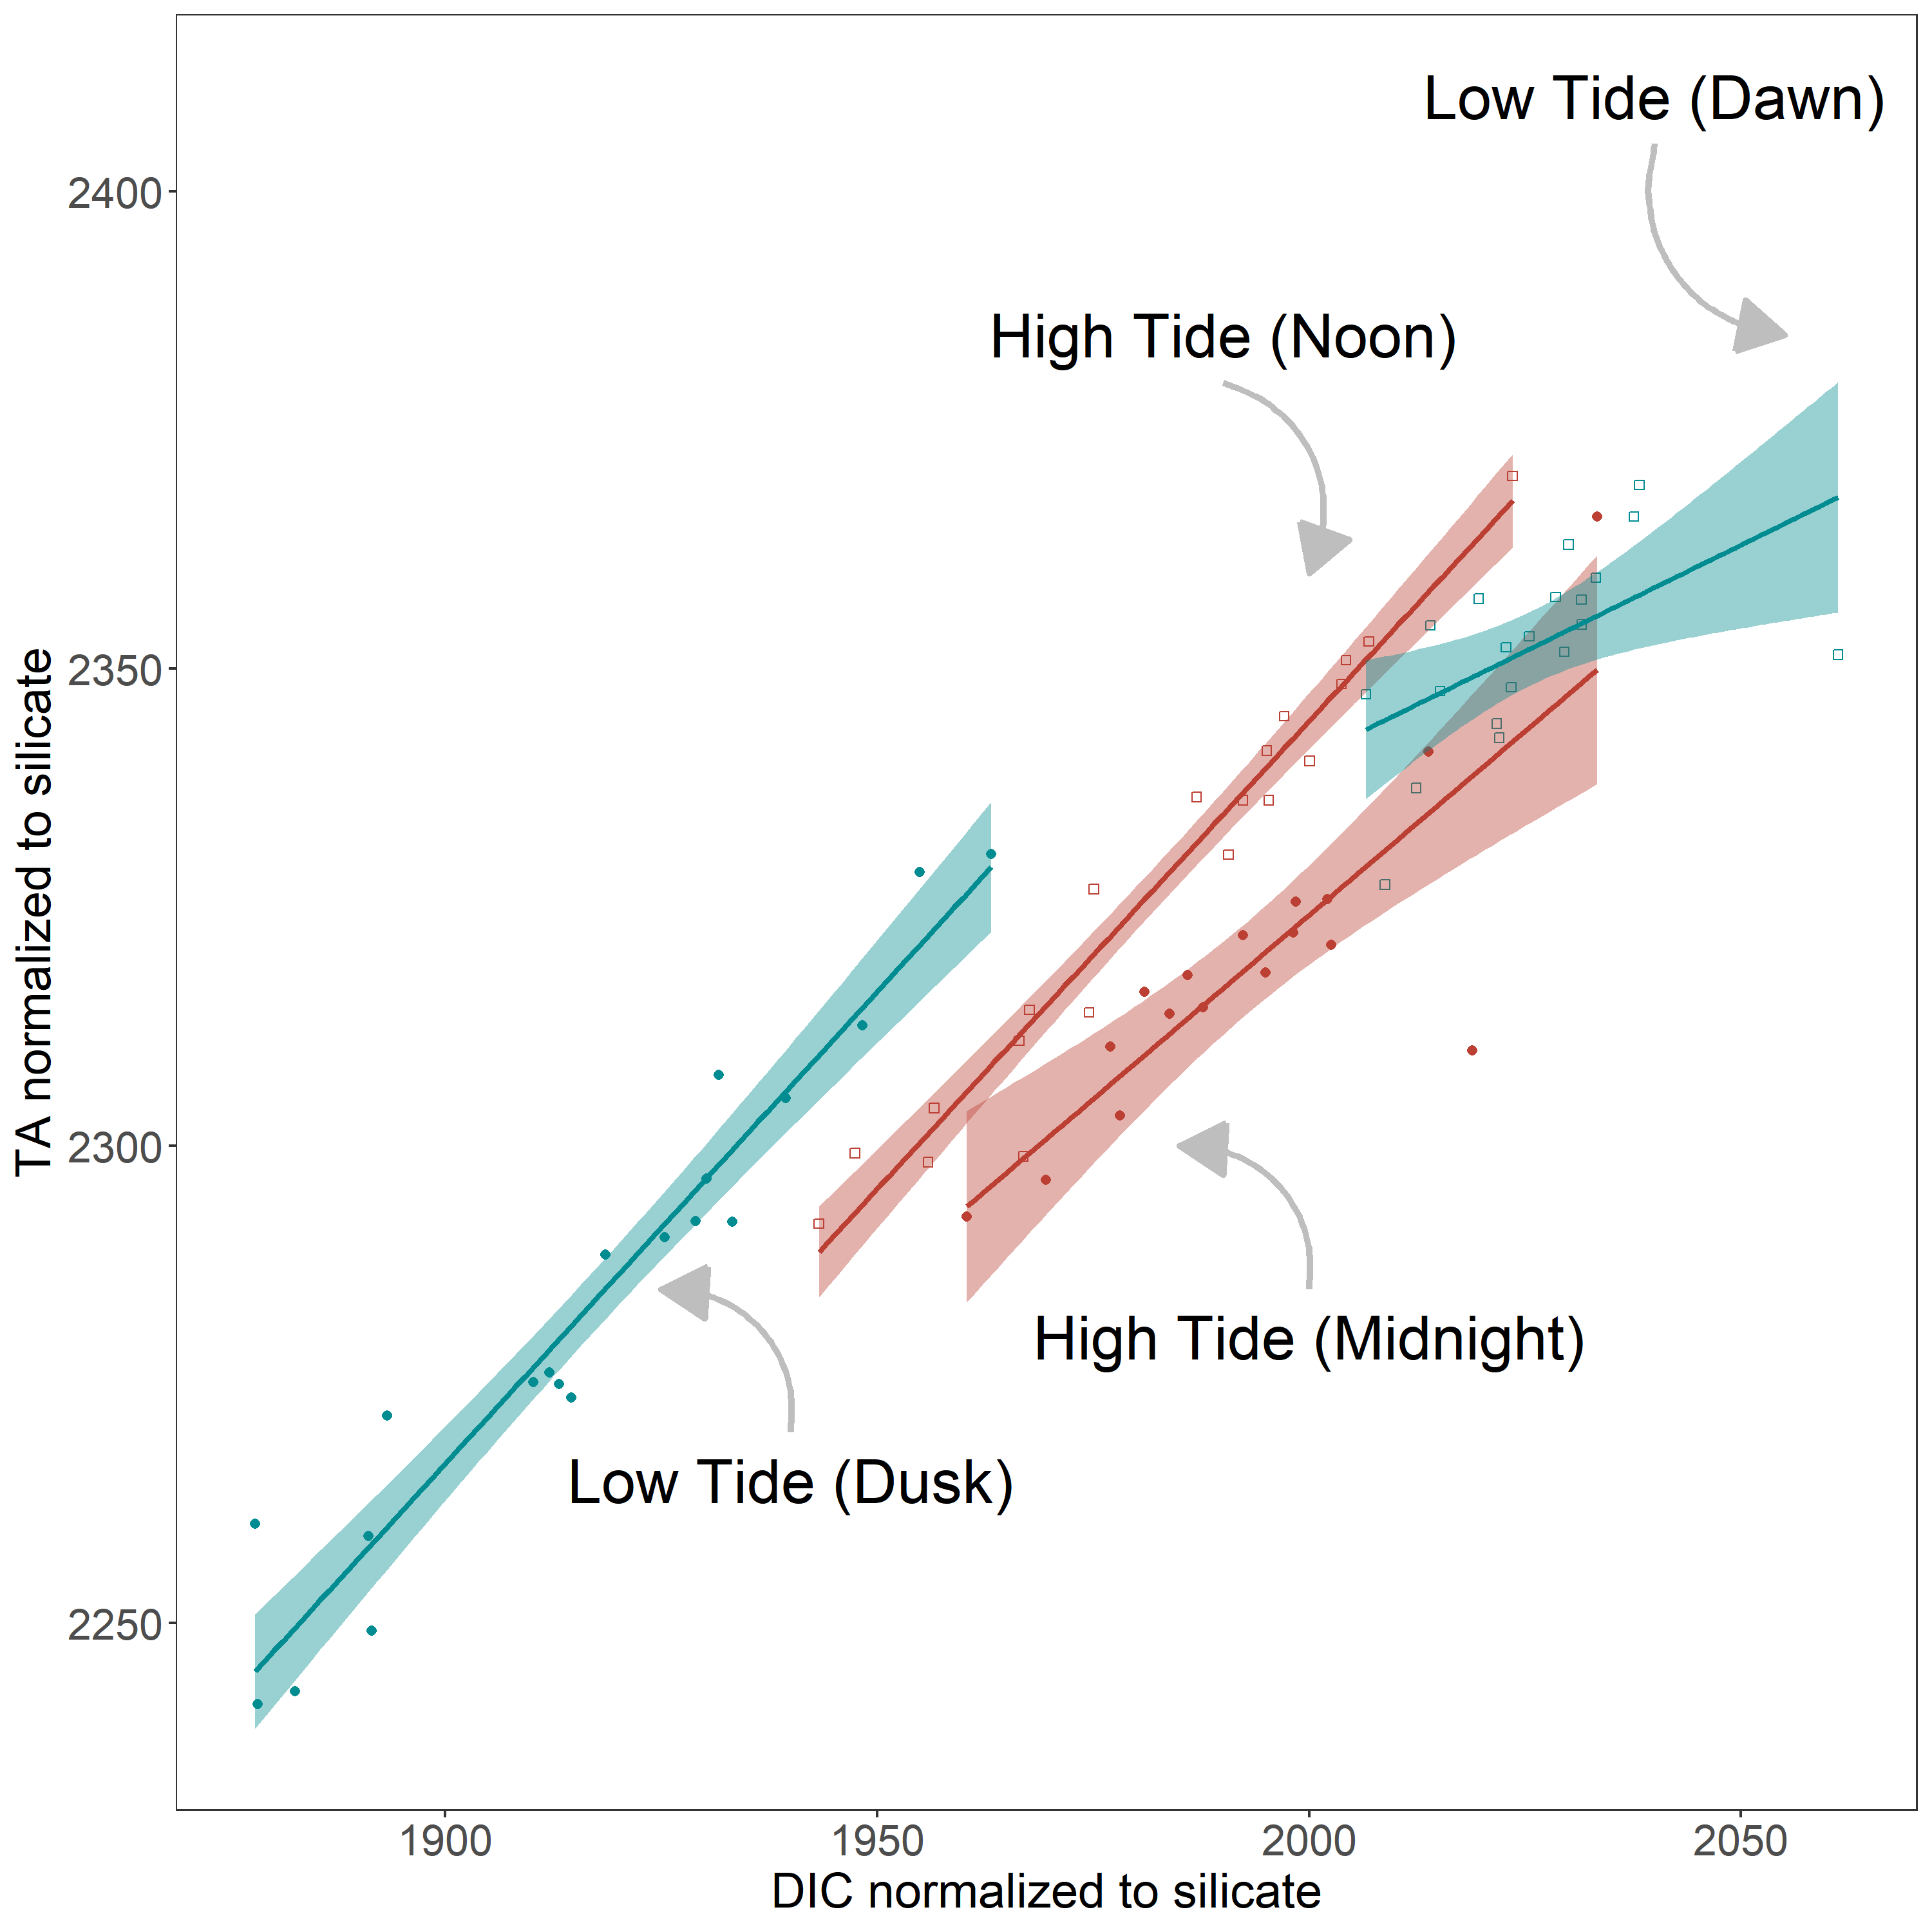 Low Tide (Dawn)
2400
High Tide (Noon)
2350
TA normalized to silicate
2300
High Tide (Midnight)
Low Tide (Dusk)
2250
1900
1950
2000
2050
DIC normalized to silicate